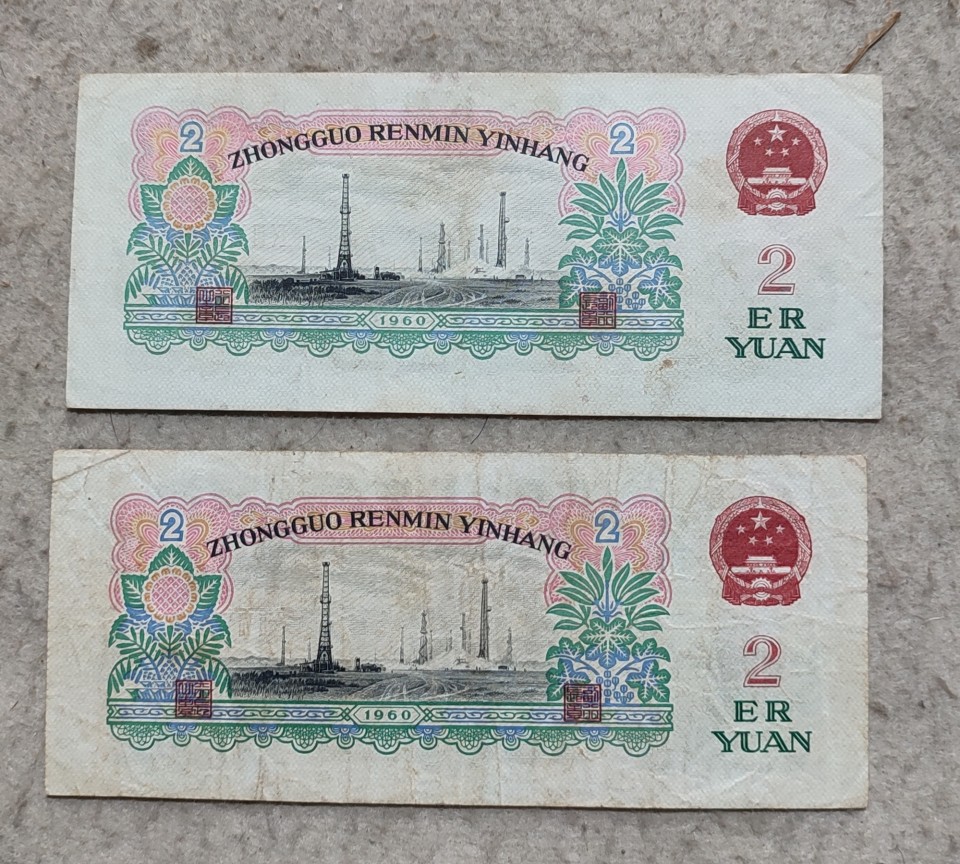 2 2
ZHONGGUO RENMIN YINHANG
1960
2
ER
YUAN
2 2
ZHONGGUO RENMIN YINHANG
1960
2
ER
YUAN